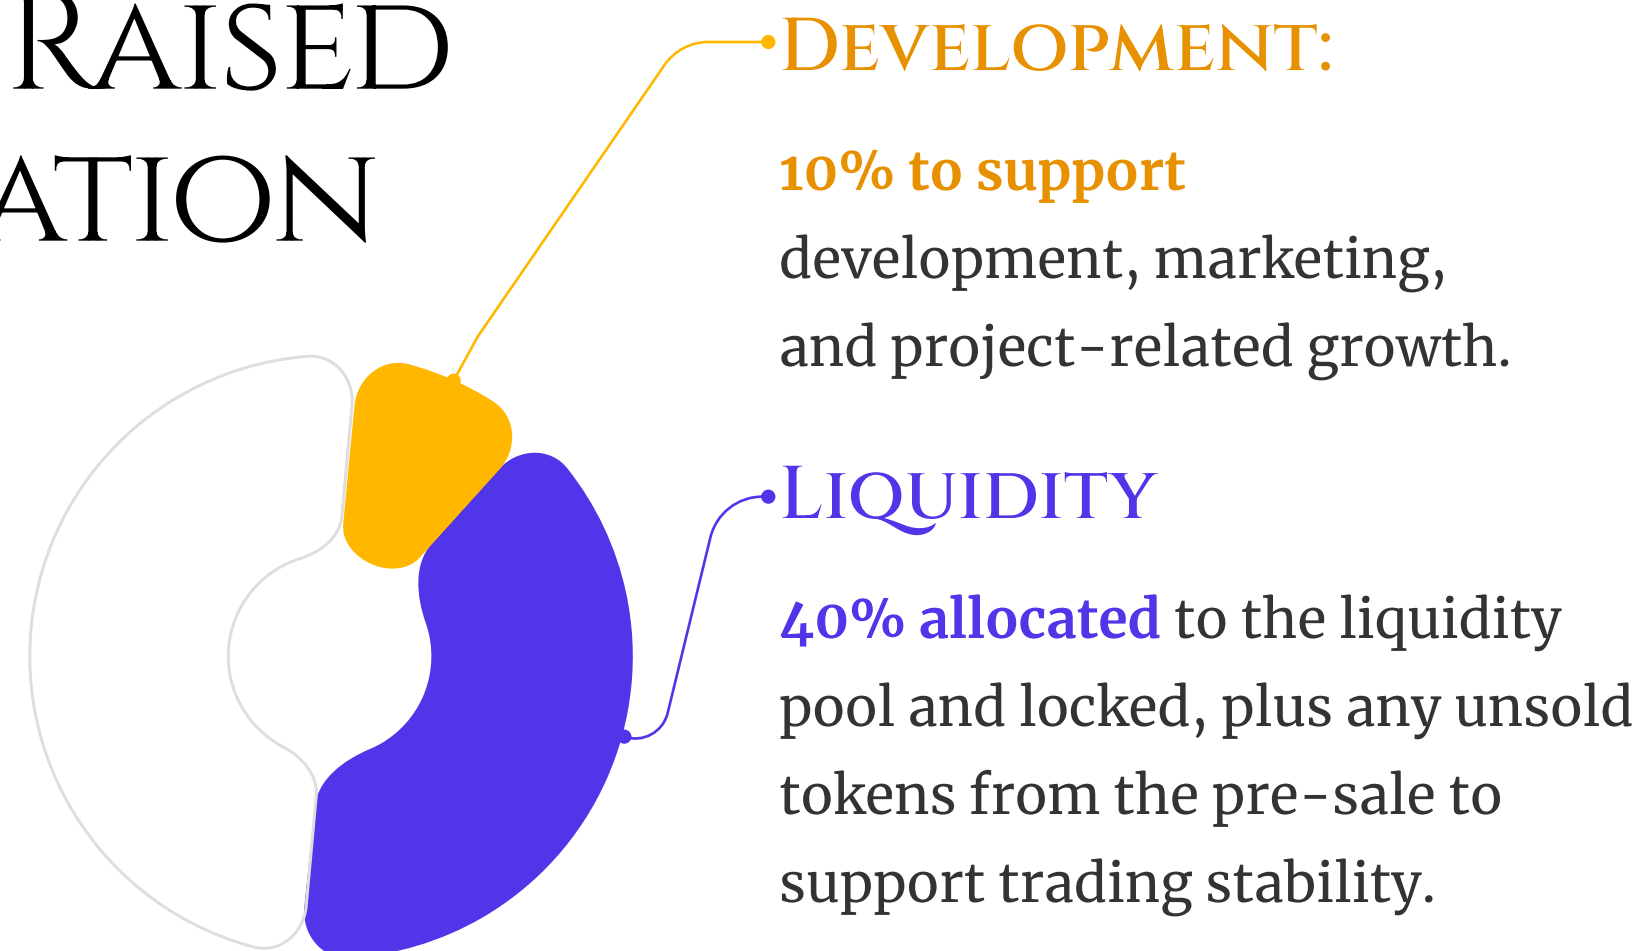 RAISED
ATION
DEVELOPMENT:
10% to support
development, marketing,
and project-related growth.
LIQUIDITY
40% allocated to the liquidity
pool and locked, plus any unsold
tokens from the pre-sale to
support trading stability.